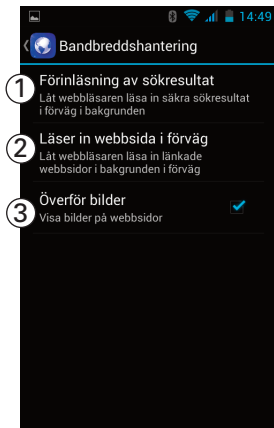 14:49
Bandbreddshantering
1
Förinläsning av sökresultat
Låt webbläsaren läsa in säkra sökresultat
i förväg i bakgrunden
2
Läser in webbsida i förväg
Låt webbläsaren läsa in länkade
webbsidor i bakgrunden i förväg
3
Överför bilder
Visa bilder på webbsidor